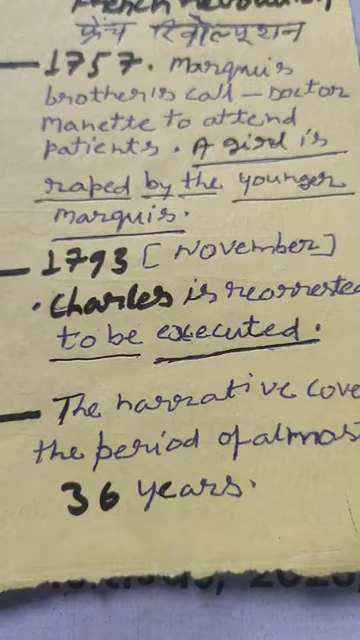 French Revolution
फ्रेंच रिवोल्यूशन
— 1757. Marquis
brother's call – Doctor
Manette to attend
patients. A girl is
raped by the younger
Marquis.
— 1793 [November]
. Charles is rearrested
to be executed.
— The narrative cove
the period of almos
36 years.